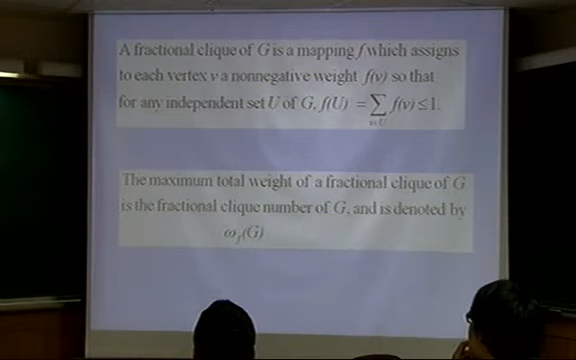 A fractional clique of G is a mapping f which assigns
to each vertex v a nonnegative weight f(v) so that
for any independent set U of G, f(U) = ∑ f(v) ≤ 1.
v∈U
The maximum total weight of a fractional clique of G
is the fractional clique number of G, and is denoted by
ω_f(G)